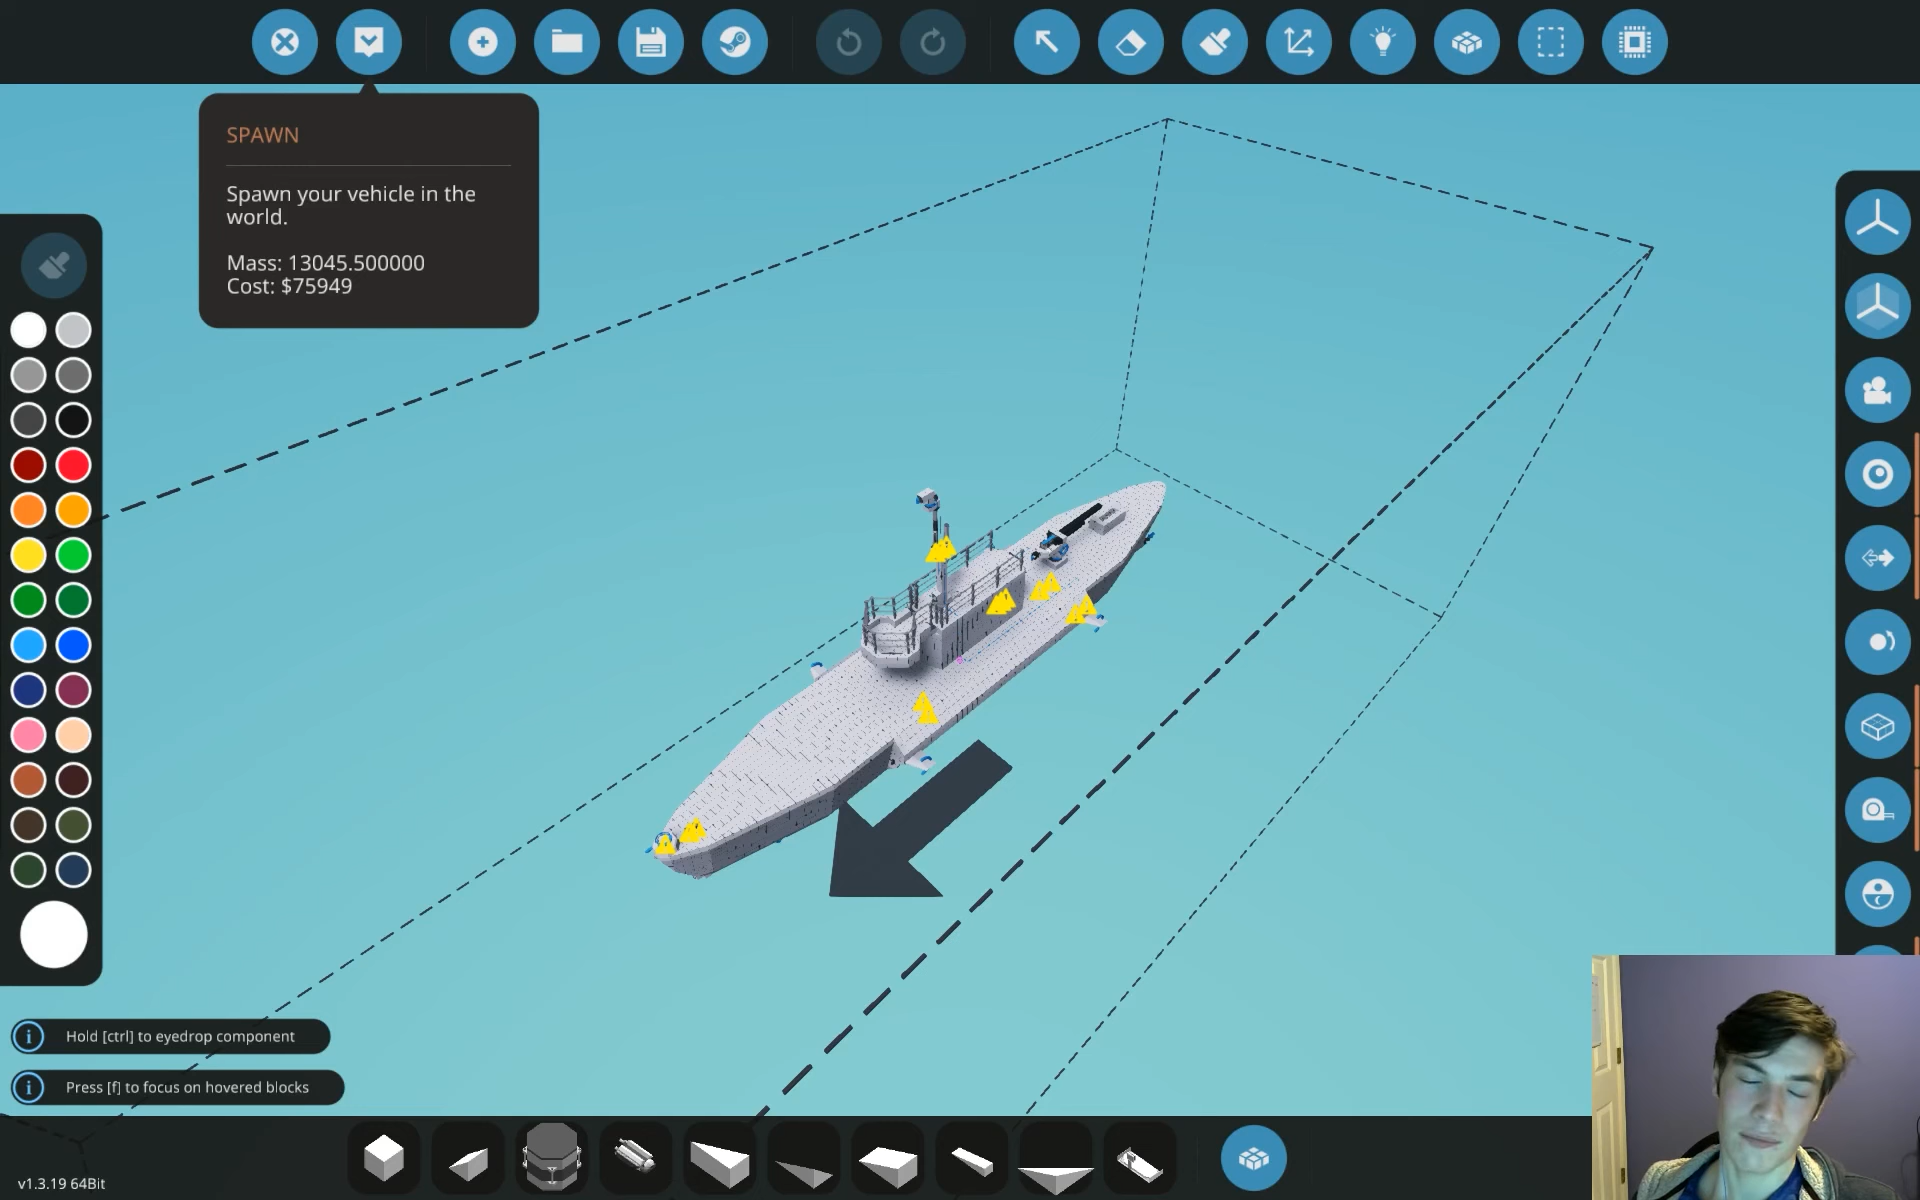 SPAWN
Spawn your vehicle in the
world.
Mass: 13045.500000
Cost: $75949
Hold [ctrl] to eyedrop component
Press [f] to focus on hovered blocks
v1.3.19 64Bit